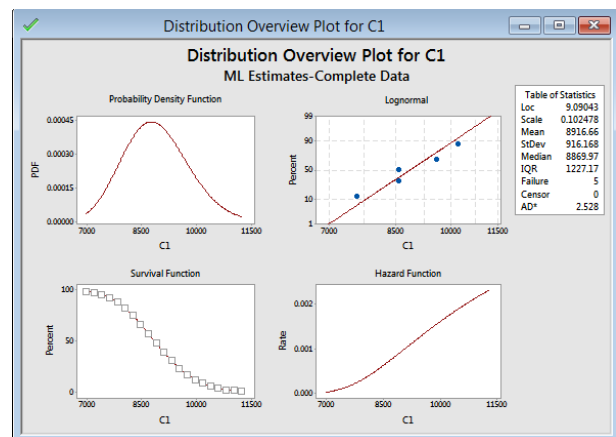 Distribution Overview Plot for C1
Distribution Overview Plot for C1
ML Estimates-Complete Data
Probability Density Function
0.00045
0.00030
0.00015
0.00000
PDF
7000 8500 10000 11500
C1
Lognormal
99
90
50
10
1
Percent
7000 8500 10000 11500
C1
Table of Statistics
Loc 9.09043
Scale 0.102478
Mean 8916.66
StDev 916.168
Median 8869.97
IQR 1227.17
Failure 5
Censor 0
AD* 2.528
Survival Function
100
50
0
Percent
7000 8500 10000 11500
C1
Hazard Function
0.002
0.001
0.000
Rate
7000 8500 10000 11500
C1